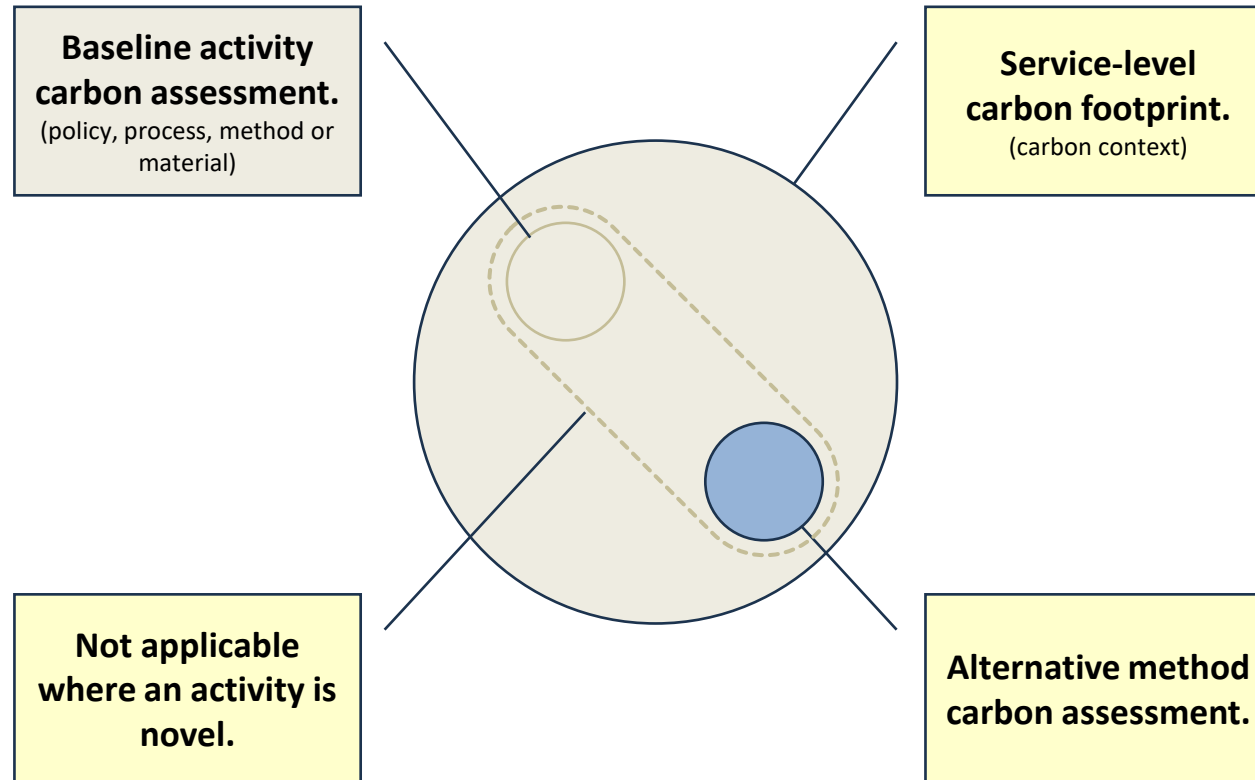 Baseline activity
carbon assessment.
(policy, process, method or
material)
Service-level
carbon footprint.
(carbon context)
Not applicable
where an activity is
novel.
Alternative method
carbon assessment.